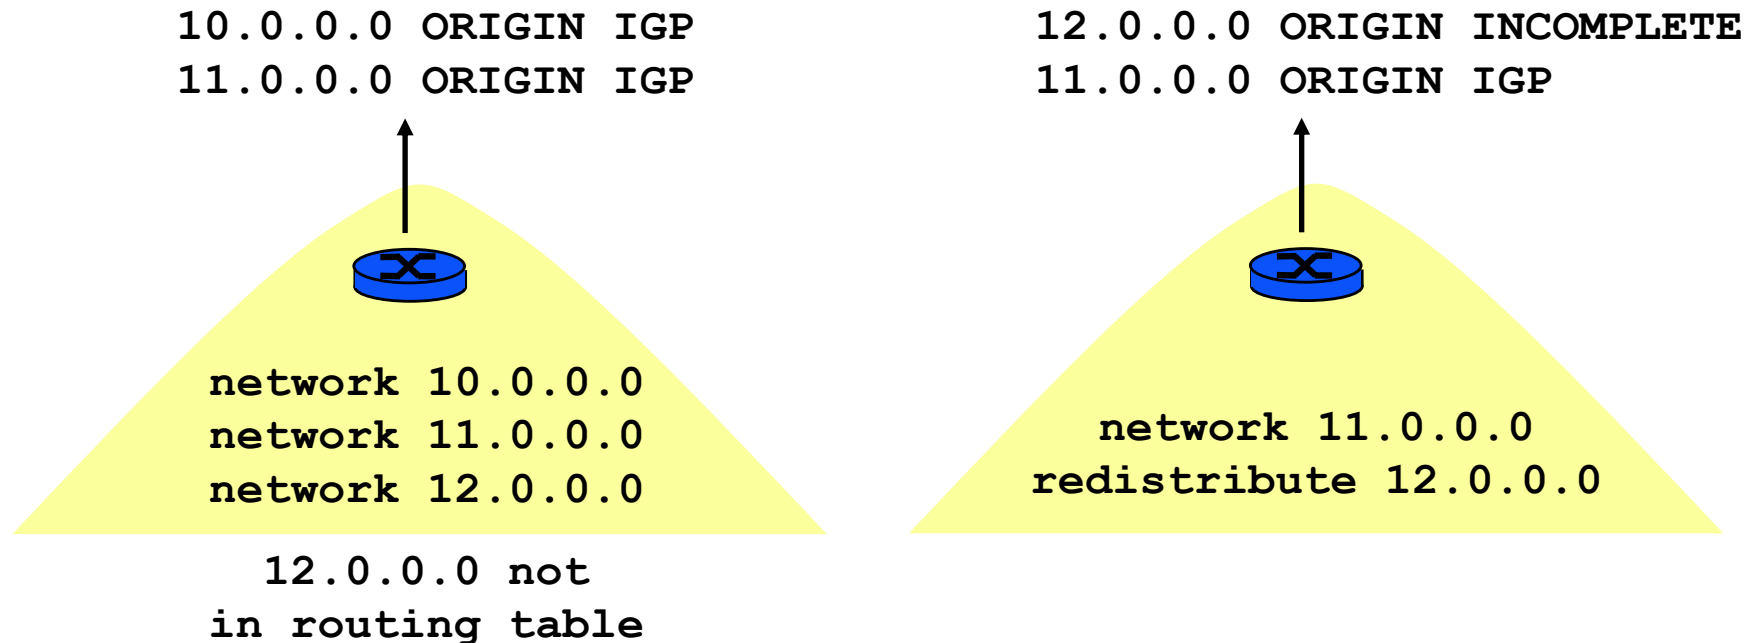 10.0.0.0 ORIGIN IGP
11.0.0.0 ORIGIN IGP
network 10.0.0.0
network 11.0.0.0
network 12.0.0.0
12.0.0.0 not
in routing table
12.0.0.0 ORIGIN INCOMPLETE
11.0.0.0 ORIGIN IGP
network 11.0.0.0
redistribute 12.0.0.0